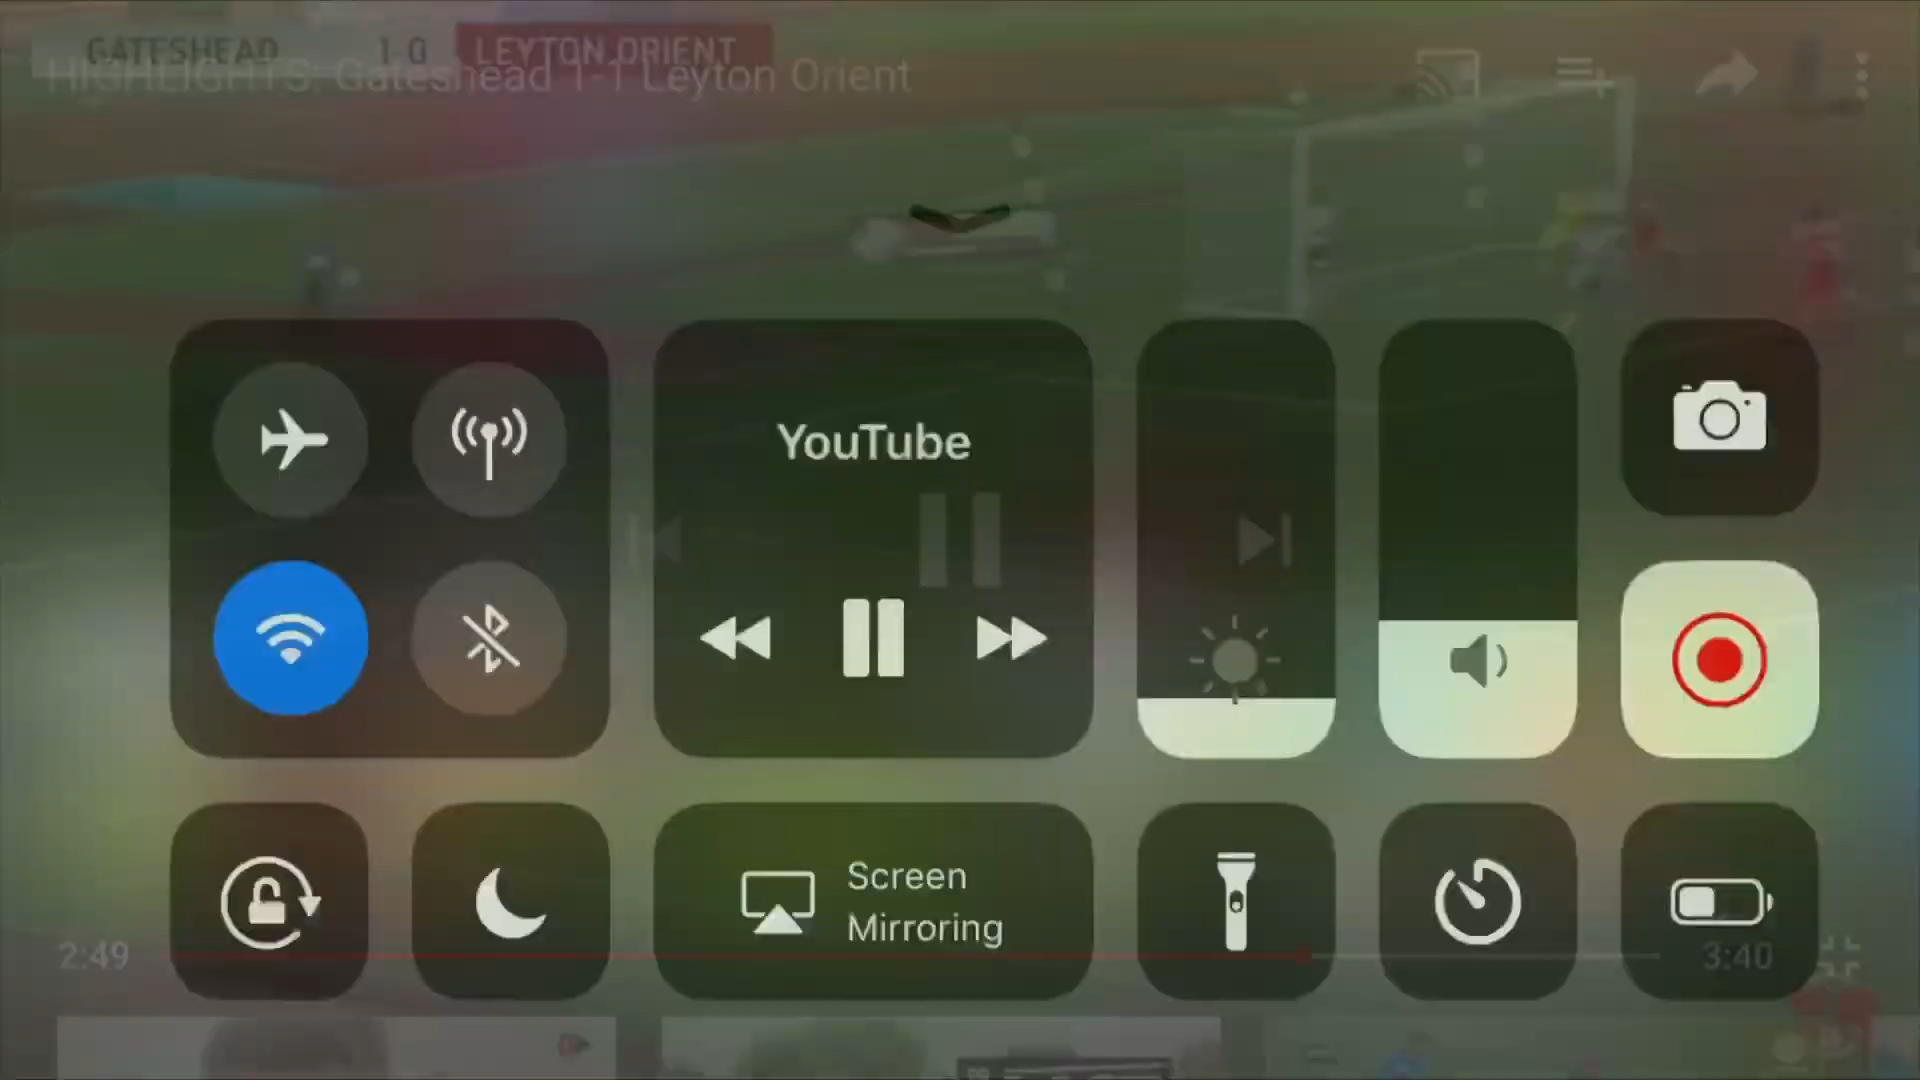 GATESHEAD 1-0 LEYTON ORIENT
HIGHLIGHTS: Gateshead 1-1 Leyton Orient
YouTube
Screen
Mirroring
2:49
3:40